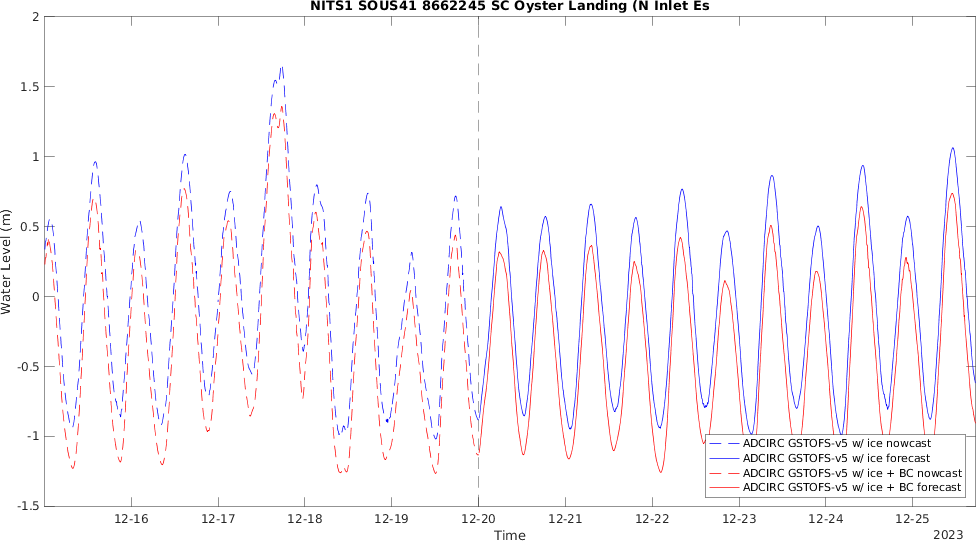 NITS1 SOUS41 8662245 SC Oyster Landing (N Inlet Es
2
1.5
1
0.5
0
-0.5
-1
-1.5
Water Level (m)
ADCIRC GSTOFS-v5 w/ ice nowcast
ADCIRC GSTOFS-v5 w/ ice forecast
ADCIRC GSTOFS-v5 w/ ice + BC nowcast
ADCIRC GSTOFS-v5 w/ ice + BC forecast
12-16 12-17 12-18 12-19 12-20 12-21 12-22 12-23 12-24 12-25
Time
2023